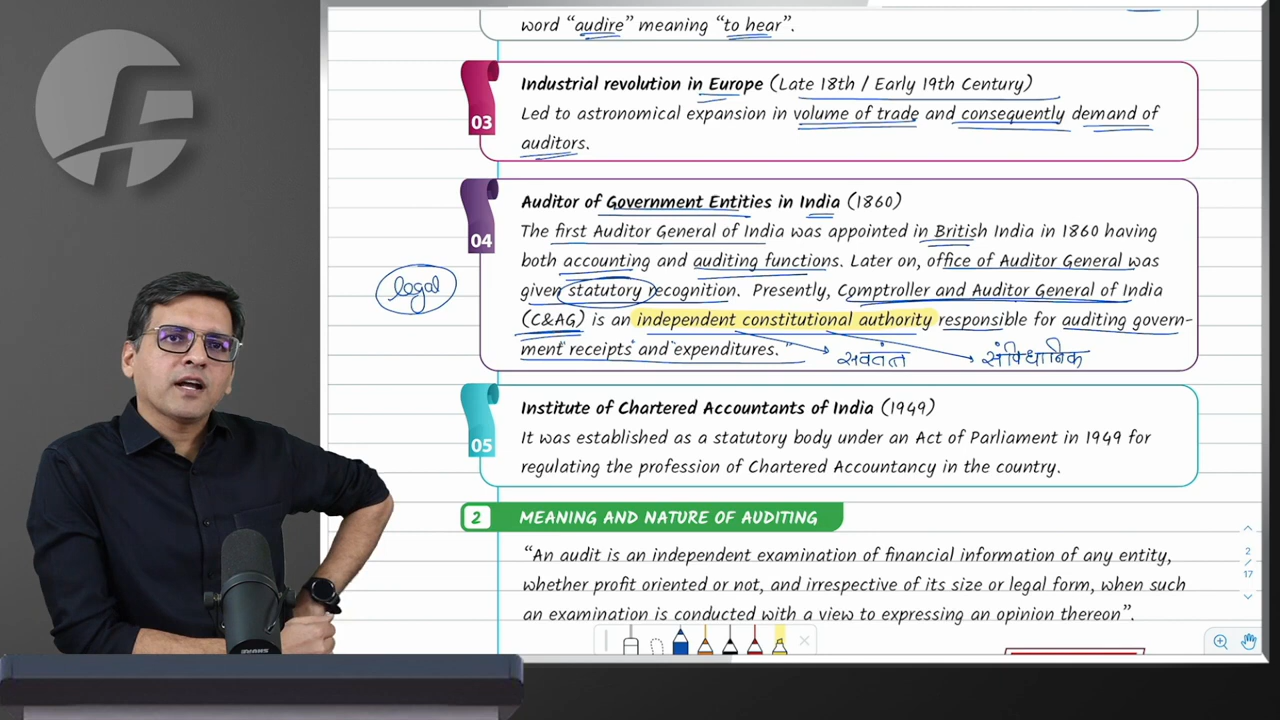 word “audire” meaning “to hear”.
03
Industrial revolution in Europe (Late 18th / Early 19th Century)
Led to astronomical expansion in volume of trade and consequently demand of
auditors.
04
Auditor of Government Entities in India (1860)
The first Auditor General of India was appointed in British India in 1860 having
both accounting and auditing functions. Later on, office of Auditor General was
legal
given statutory recognition. Presently, Comptroller and Auditor General of India
(C&AG) is an independent constitutional authority responsible for auditing govern-
ment receipts and expenditures.
सवतंत
संविधानिक
05
Institute of Chartered Accountants of India (1949)
It was established as a statutory body under an Act of Parliament in 1949 for
regulating the profession of Chartered Accountancy in the country.
2 MEANING AND NATURE OF AUDITING
“An audit is an independent examination of financial information of any entity,
whether profit oriented or not, and irrespective of its size or legal form, when such
an examination is conducted with a view to expressing an opinion thereon”.
2
/
17